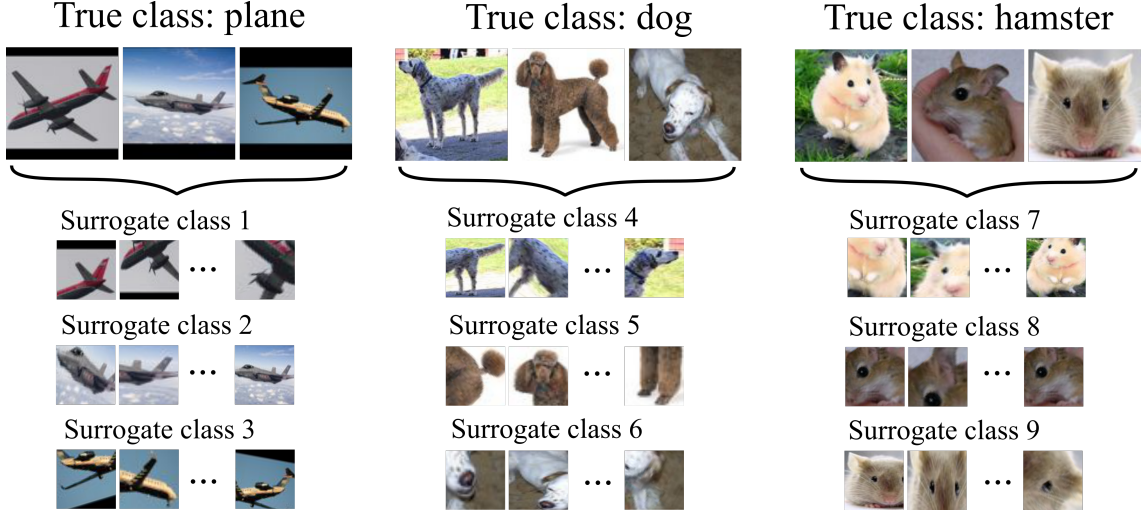 True class: plane
True class: dog
True class: hamster
Surrogate class 1
...
Surrogate class 4
...
Surrogate class 7
...
Surrogate class 2
...
Surrogate class 5
...
Surrogate class 8
...
Surrogate class 3
...
Surrogate class 6
...
Surrogate class 9
...